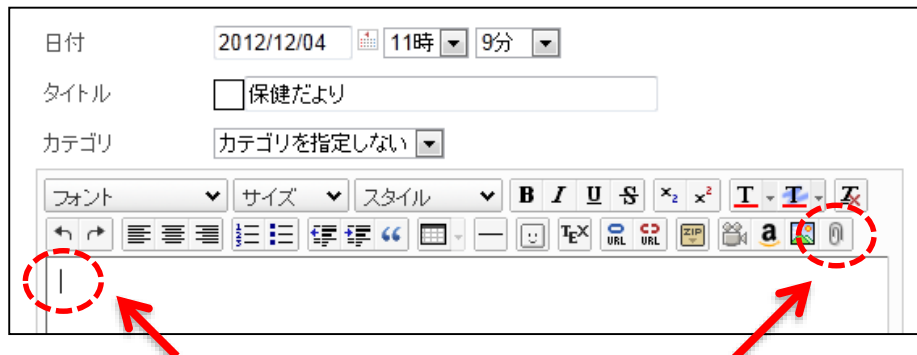 日付 2012/12/04 11時 9分
タイトル 保健だより
カテゴリ カテゴリを指定しない
フォント サイズ スタイル B I U S x₂ x² T T T
TEX URL URL ZIP a